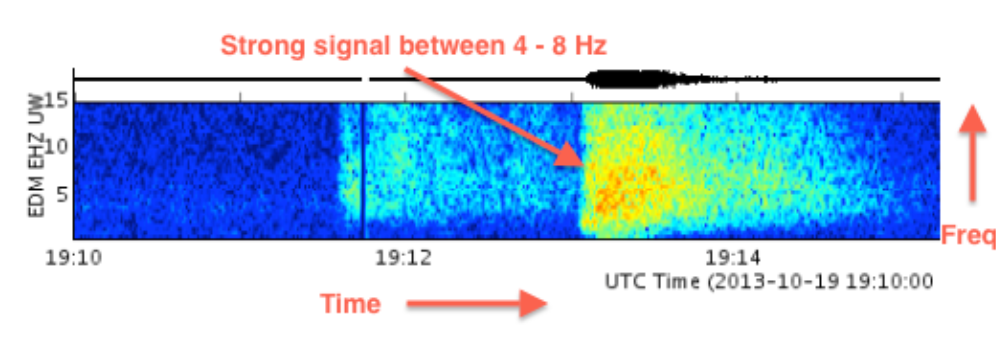 Strong signal between 4 - 8 Hz
EDM EHZ UW
15
10
5
19:10
19:12
19:14
Freq
UTC Time (2013-10-19 19:10:00
Time